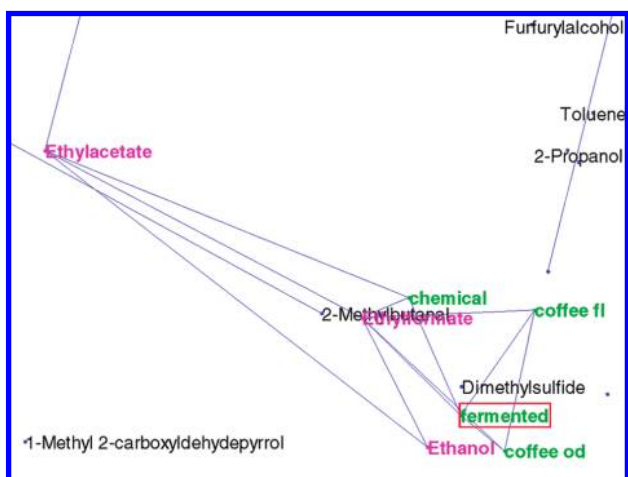 Furfurylalcohol
Toluene
Ethylacetate
2-Propanol
chemical
2-Methylbutanal
Ethylformate
coffee fl
Dimethylsulfide
fermented
1-Methyl 2-carboxyldehydepyrrol
Ethanol
coffee od